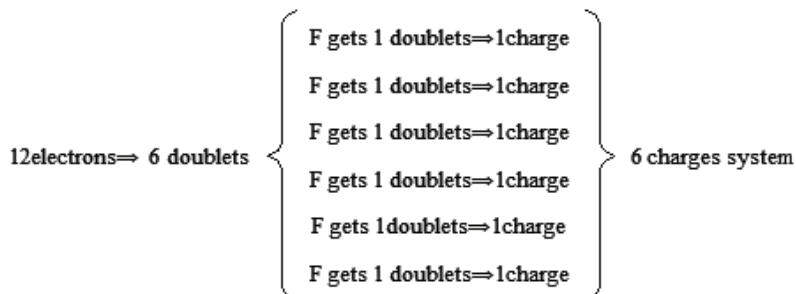 F gets 1 doublets⇒1charge
F gets 1 doublets⇒1charge
F gets 1 doublets⇒1charge
12electrons⇒ 6 doublets 6 charges system
F gets 1 doublets⇒1charge
F gets 1doublets⇒1charge
F gets 1 doublets⇒1charge